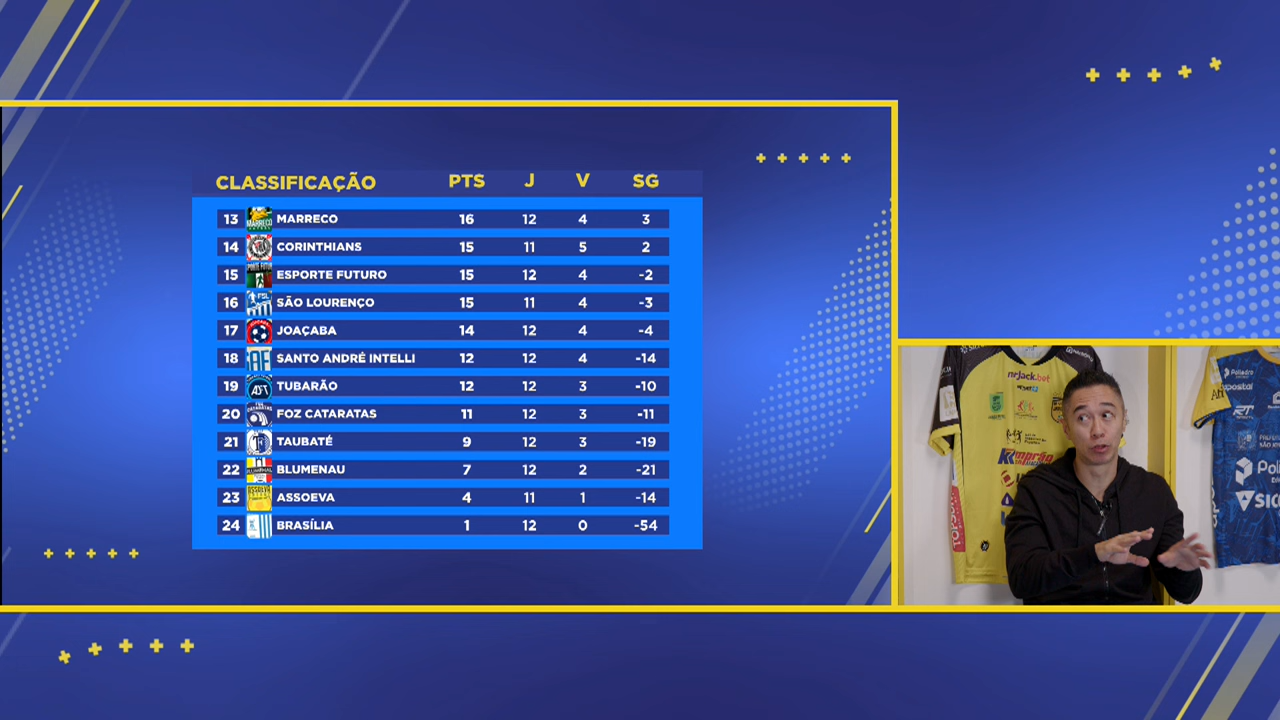 CLASSIFICAÇÃO PTS J V SG
13 MARRECO 16 12 4 3
14 CORINTHIANS 15 11 5 2
15 ESPORTE FUTURO 15 12 4 -2
16 SÃO LOURENÇO 15 11 4 -3
17 JOAÇABA 14 12 4 -4
18 SANTO ANDRÉ INTELLI 12 12 4 -14
19 TUBARÃO 12 12 3 -10
20 FOZ CATARATAS 11 12 3 -11
21 TAUBATÉ 9 12 3 -19
22 BLUMENAU 7 12 2 -21
23 ASSOEVA 4 11 1 -14
24 BRASÍLIA 1 12 0 -54
mrjack.bet
Poliedro
apostai